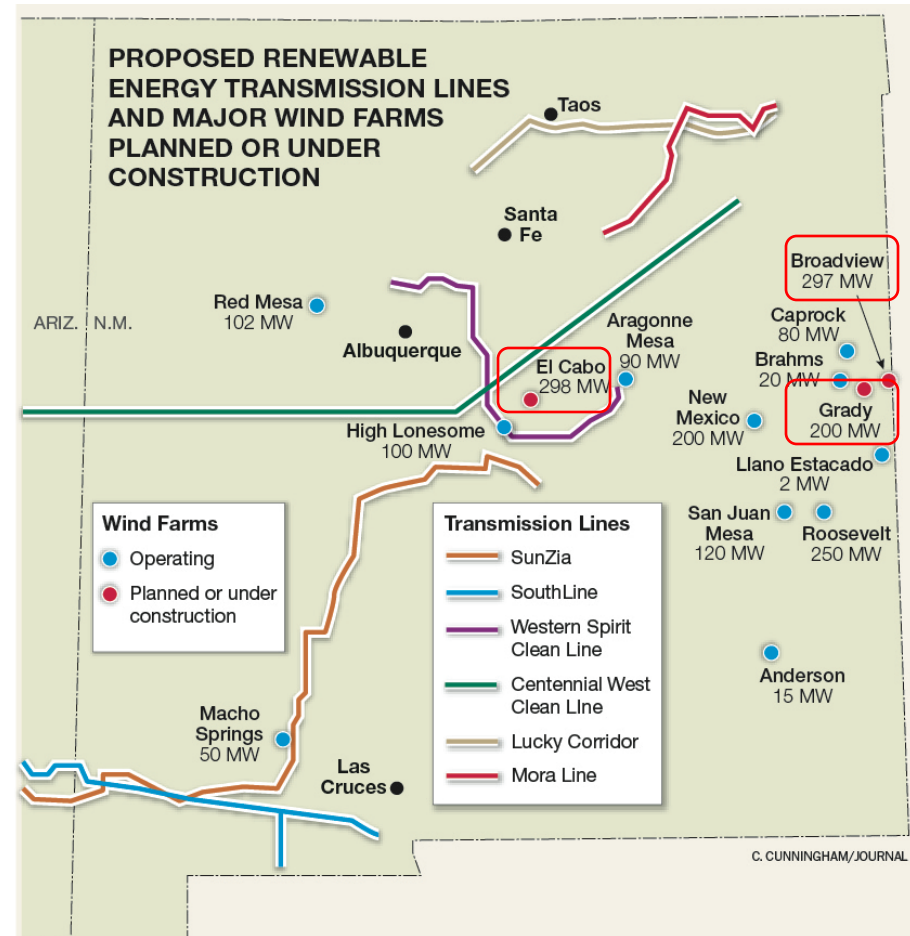 PROPOSED RENEWABLE
ENERGY TRANSMISSION LINES
AND MAJOR WIND FARMS
PLANNED OR UNDER
CONSTRUCTION
Taos
Santa
Fe
Broadview
297 MW
Red Mesa
102 MW
ARIZ.
N.M.
Albuquerque
Aragonne
Mesa
90 MW
El Cabo
298 MW
Caprock
80 MW
Brahms
20 MW
Grady
200 MW
New
Mexico
200 MW
High Lonesome
100 MW
Llano Estacado
2 MW
San Juan
Mesa
120 MW
Roosevelt
250 MW
Wind Farms
Operating
Planned or under
construction
Transmission Lines
SunZia
SouthLine
Western Spirit
Clean Line
Centennial West
Clean LIne
Lucky Corridor
Mora Line
Anderson
15 MW
Macho
Springs
50 MW
Las
Cruces
C. CUNNINGHAM/JOURNAL